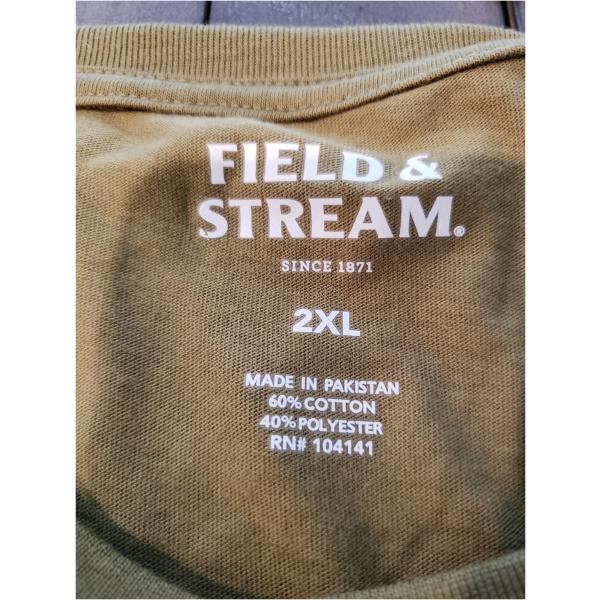 FIELD &
STREAM®
SINCE 1871
2XL
MADE IN PAKISTAN
60% COTTON
40% POLYESTER
RN# 104141